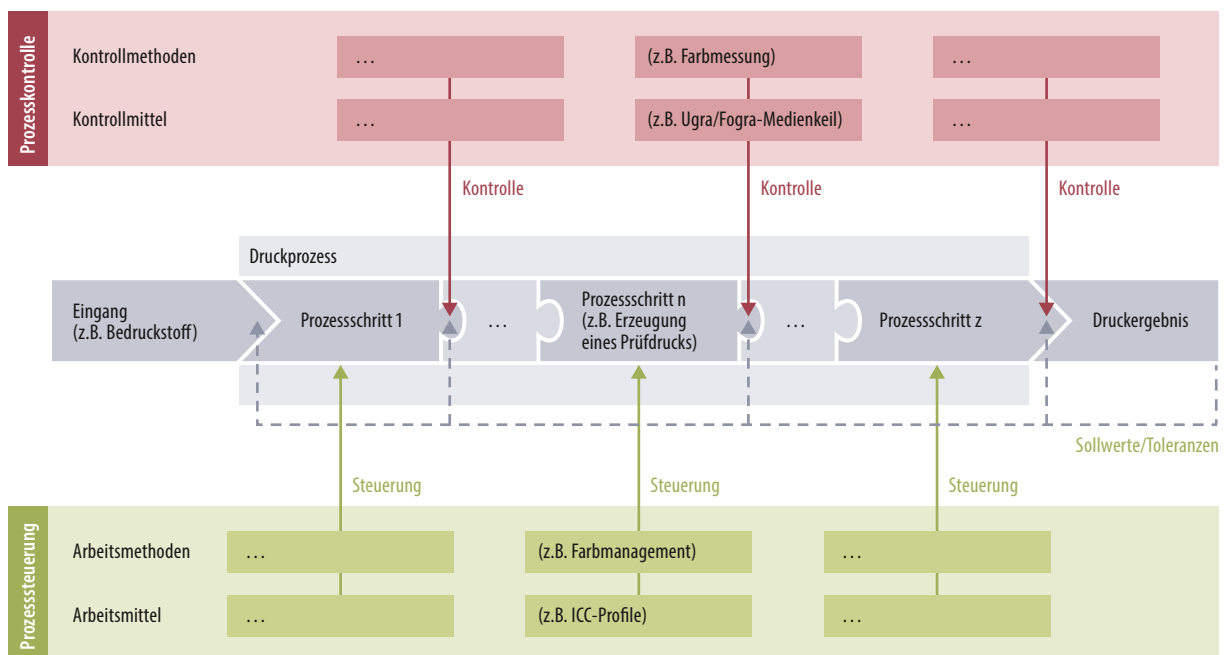 Prozesskontrolle
Kontrollmethoden
…
(z.B. Farbmessung)
…
Kontrollmittel
…
(z.B. Ugra/Fogra-Medienkeil)
…
Kontrolle
Kontrolle
Kontrolle
Druckprozess
Eingang
(z.B. Bedruckstoff)
Prozessschritt 1
…
Prozessschritt n
(z.B. Erzeugung
eines Prüfdrucks)
…
Prozessschritt z
Druckergebnis
Sollwerte/Toleranzen
Steuerung
Steuerung
Steuerung
Prozesssteuerung
Arbeitsmethoden
…
(z.B. Farbmanagement)
…
Arbeitsmittel
…
(z.B. ICC-Profile)
…